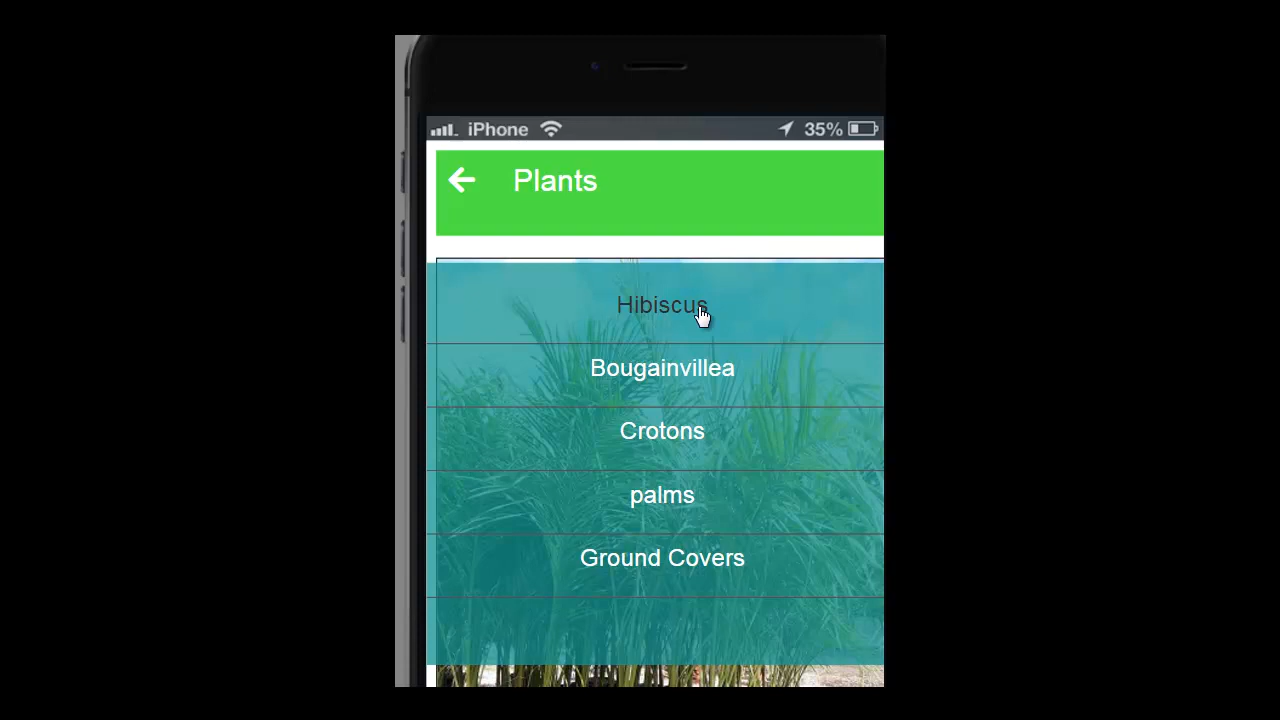 iPhone 35%
Plants
Hibiscus
Bougainvillea
Crotons
palms
Ground Covers